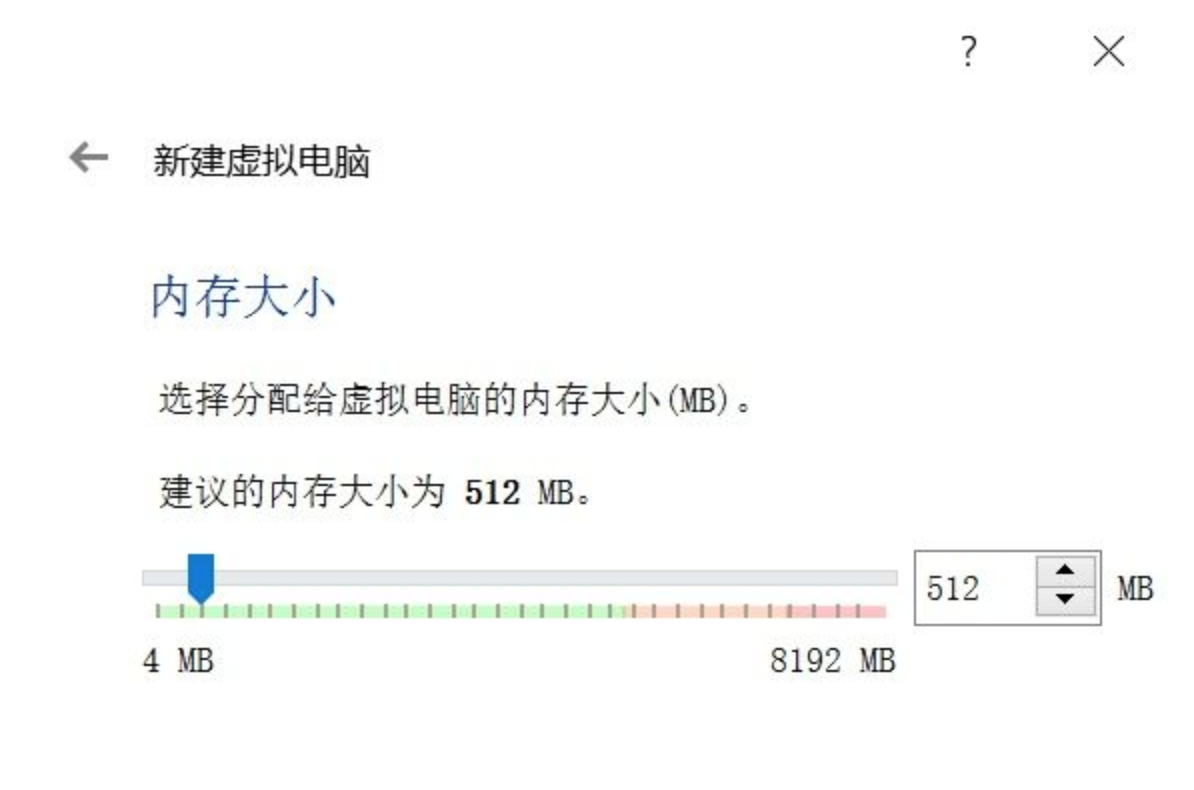 ?
新建虚拟电脑
内存大小
选择分配给虚拟电脑的内存大小(MB)。
建议的内存大小为 512 MB。
512 MB
4 MB 8192 MB